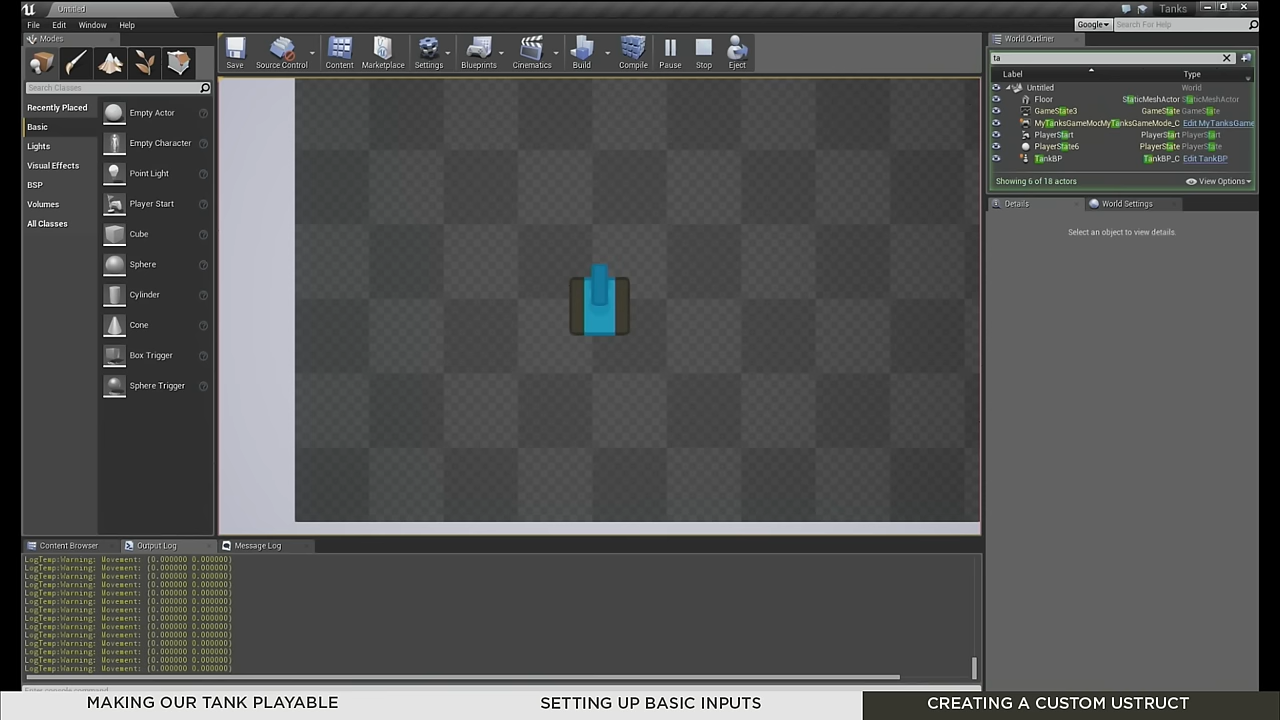 Untitled
Tanks
File Edit Window Help
Google
Search For Help
Modes
Search Classes
Recently Placed
Basic
Lights
Visual Effects
BSP
Volumes
All Classes
Empty Actor
Empty Character
Point Light
Player Start
Cube
Sphere
Cylinder
Cone
Box Trigger
Sphere Trigger
Save
Source Control
Content
Marketplace
Settings
Blueprints
Cinematics
Build
Compile
Pause
Stop
Eject
World Outliner
ta
Label Type
Untitled World
Floor StaticMeshActor StaticMeshActor
GameState3 GameState GameState
MyTanksGameMocMyTanksGameMode_C Edit MyTanksGame
PlayerStart PlayerStart PlayerStart
PlayerState6 PlayerState PlayerState
TankBP TankBP_C Edit TankBP
Showing 6 of 18 actors View Options
Details World Settings
Select an object to view details.
Content Browser Output Log Message Log
LogTemp:Warning: Movement: (0.000000 0.000000)
LogTemp:Warning: Movement: (0.000000 0.000000)
LogTemp:Warning: Movement: (0.000000 0.000000)
LogTemp:Warning: Movement: (0.000000 0.000000)
LogTemp:Warning: Movement: (0.000000 0.000000)
LogTemp:Warning: Movement: (0.000000 0.000000)
LogTemp:Warning: Movement: (0.000000 0.000000)
LogTemp:Warning: Movement: (0.000000 0.000000)
LogTemp:Warning: Movement: (0.000000 0.000000)
LogTemp:Warning: Movement: (0.000000 0.000000)
LogTemp:Warning: Movement: (0.000000 0.000000)
LogTemp:Warning: Movement: (0.000000 0.000000)
LogTemp:Warning: Movement: (0.000000 0.000000)
LogTemp:Warning: Movement: (0.000000 0.000000)
Enter console command
MAKING OUR TANK PLAYABLE
SETTING UP BASIC INPUTS
CREATING A CUSTOM USTRUCT